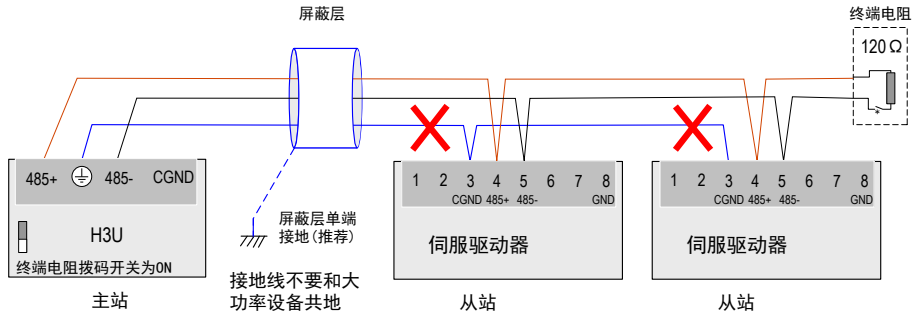 屏蔽层
终端电阻
120Ω
*
485+ 485- CGND
H3U
终端电阻拨码开关为ON
主站
屏蔽层单端
接地(推荐)
接地线不要和大
功率设备共地
1 2 3 4 5 6 7 8
CGND 485+ 485- GND
伺服驱动器
从站
1 2 3 4 5 6 7 8
CGND 485+ 485- GND
伺服驱动器
从站